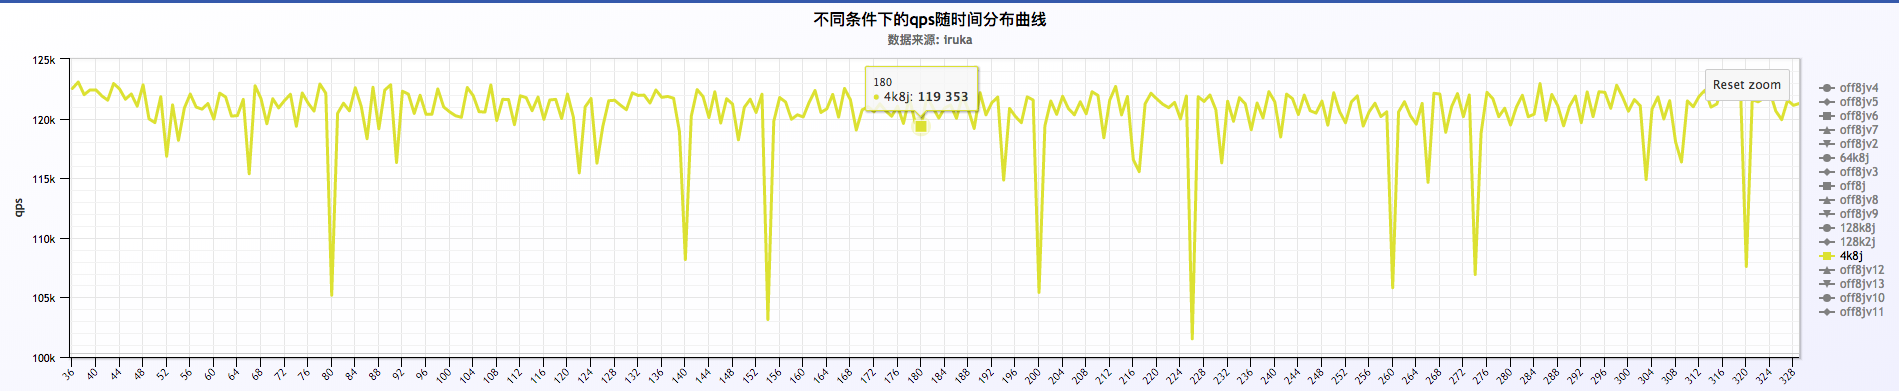 不同条件下的qps随时间分布曲线
数据来源: iruka
125k
120k
115k
110k
105k
100k
qps
180
4k8j: 119 353
Reset zoom
off8jv4
off8jv5
off8jv6
off8jv7
off8jv2
64k8j
off8jv3
off8j
off8jv8
off8jv9
128k8j
128k2j
4k8j
off8jv12
off8jv13
off8jv10
off8jv11
36 40 44 48 52 56 60 64 68 72 76 80 84 88 92 96 100 104 108 112 116 120 124 128 132 136 140 144 148 152 156 160 164 168 172 176 180 184 188 192 196 200 204 208 212 216 220 224 228 232 236 240 244 248 252 256 260 264 268 272 276 280 284 288 292 296 300 304 308 312 316 320 324 328